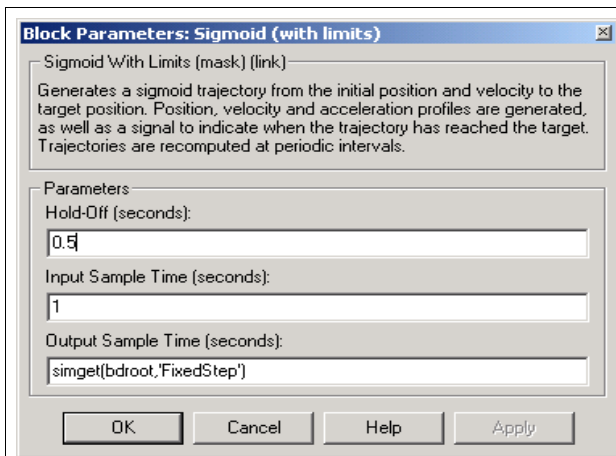 Block Parameters: Sigmoid (with limits)
Sigmoid With Limits (mask) (link)
Generates a sigmoid trajectory from the initial position and velocity to the
target position. Position, velocity and acceleration profiles are generated,
as well as a signal to indicate when the trajectory has reached the target.
Trajectories are recomputed at periodic intervals.
Parameters
Hold-Off (seconds):
0.5
Input Sample Time (seconds):
1
Output Sample Time (seconds):
simget(bdroot,'FixedStep')
OK Cancel Help Apply